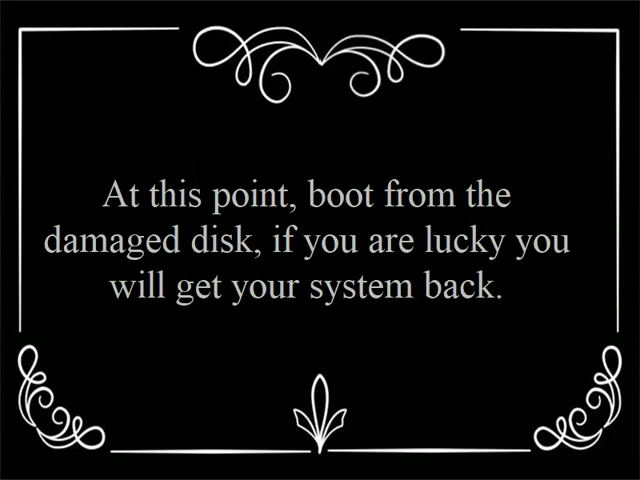 At this point, boot from the
damaged disk, if you are lucky you
will get your system back.